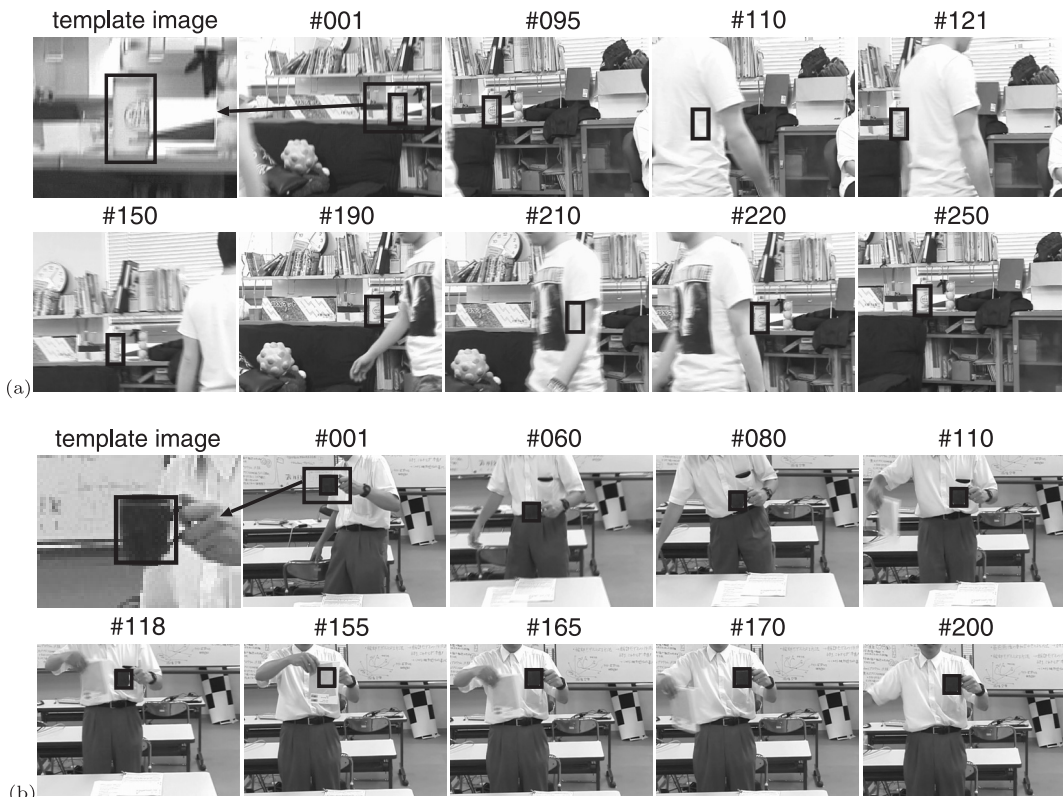 template image #001 #095 #110 #121
#150 #190 #210 #220 #250
(a)
template image #001 #060 #080 #110
#118 #155 #165 #170 #200
(b)